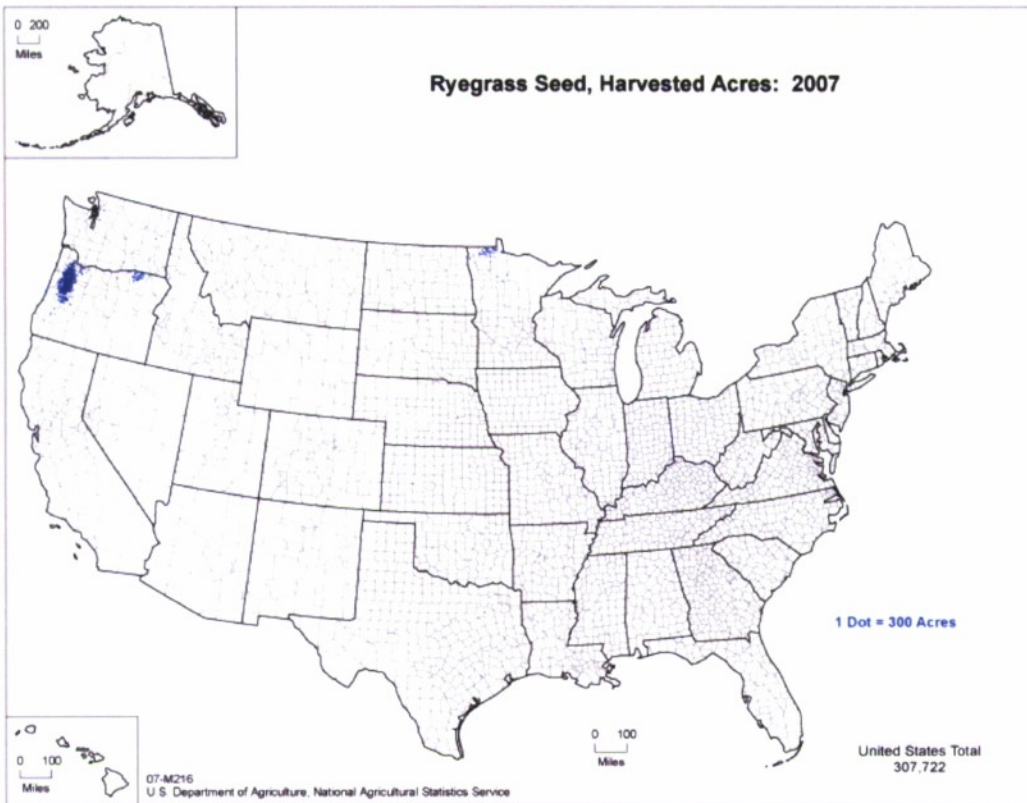 0 200
Miles
Ryegrass Seed, Harvested Acres: 2007
1 Dot = 300 Acres
0 100
Miles
0 100
Miles
07-M216
U.S. Department of Agriculture, National Agricultural Statistics Service
United States Total
307,722